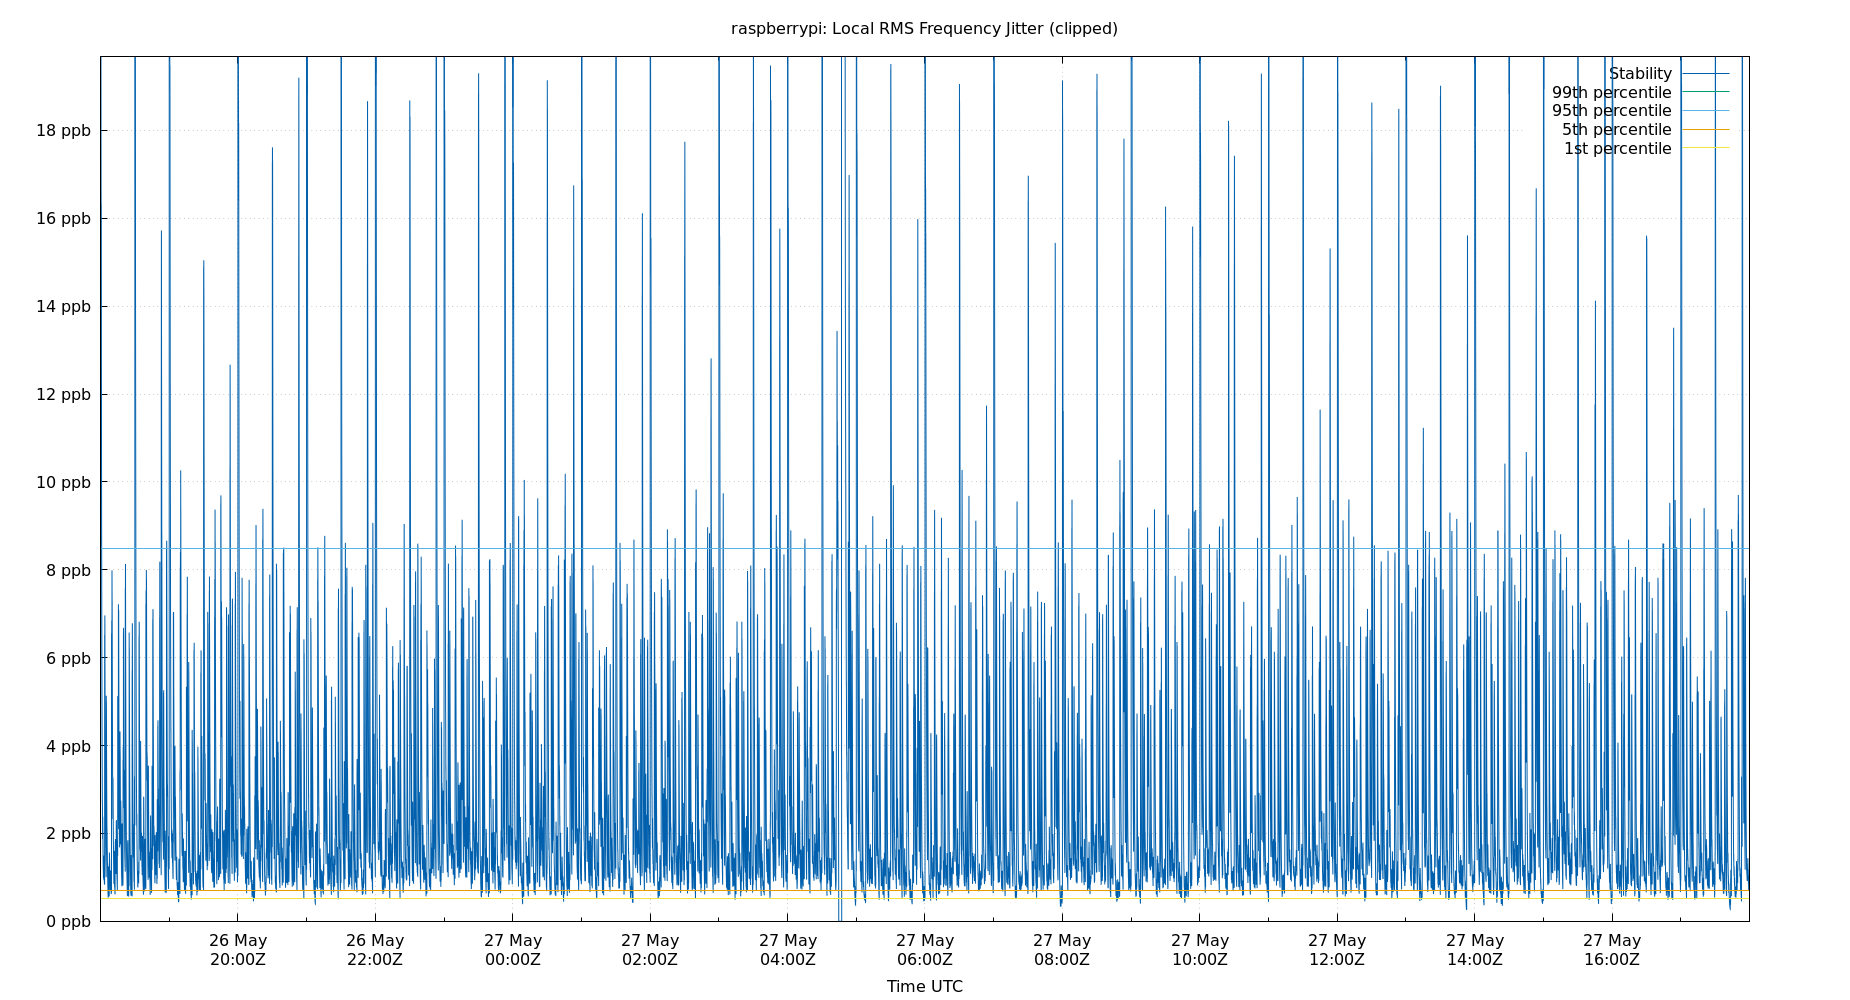 raspberrypi: Local RMS Frequency Jitter (clipped)
Stability
99th percentile
95th percentile
5th percentile
1st percentile
18 ppb
16 ppb
14 ppb
12 ppb
10 ppb
8 ppb
6 ppb
4 ppb
2 ppb
0 ppb
26 May 26 May 27 May 27 May 27 May 27 May 27 May 27 May 27 May 27 May 27 May
20:00Z 22:00Z 00:00Z 02:00Z 04:00Z 06:00Z 08:00Z 10:00Z 12:00Z 14:00Z 16:00Z
Time UTC